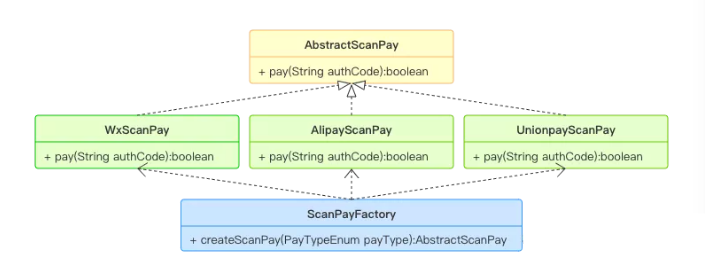 AbstractScanPay
+ pay(String authCode):boolean
WxScanPay
+ pay(String authCode):boolean
AlipayScanPay
+ pay(String authCode):boolean
UnionpayScanPay
+ pay(String authCode):boolean
ScanPayFactory
+ createScanPay(PayTypeEnum payType):AbstractScanPay